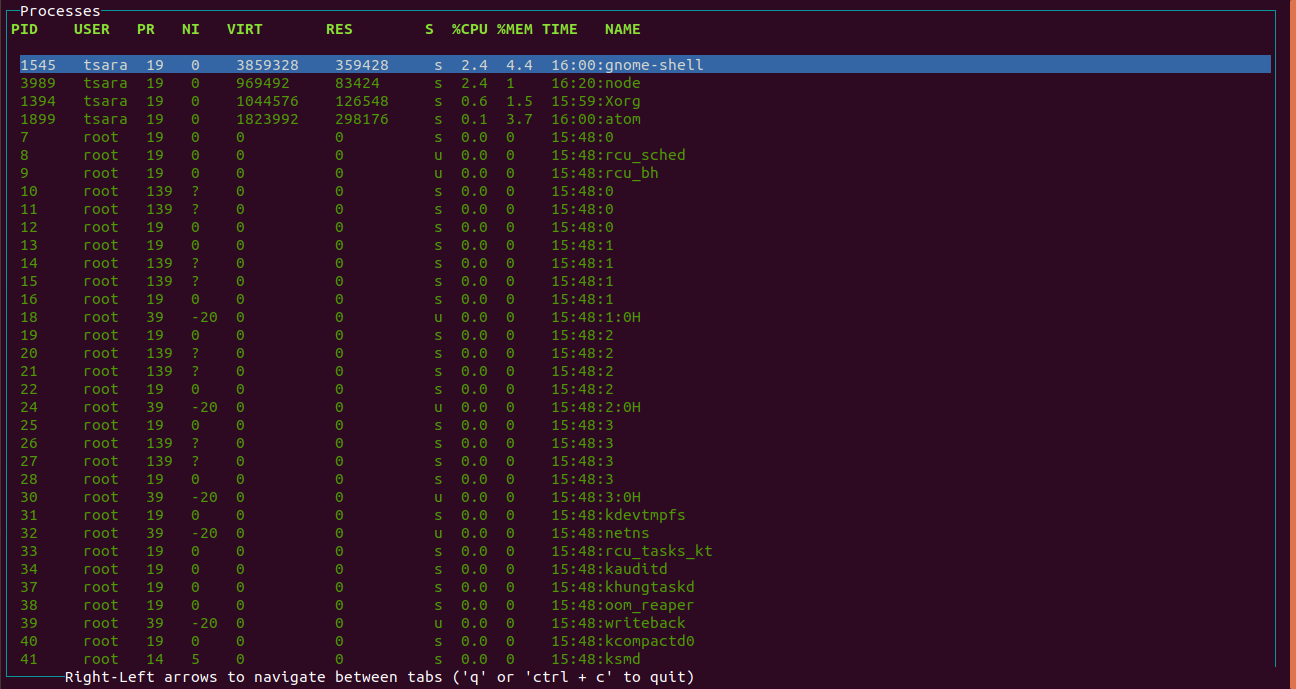 Processes
PID USER PR NI VIRT RES S %CPU %MEM TIME NAME
1545 tsara 19 0 3859328 359428 s 2.4 4.4 16:00:gnome-shell
3989 tsara 19 0 969492 83424 s 2.4 1 16:20:node
1394 tsara 19 0 1044576 126548 s 0.6 1.5 15:59:Xorg
1899 tsara 19 0 1823992 298176 s 0.1 3.7 16:00:atom
7 root 19 0 0 0 s 0.0 0 15:48:0
8 root 19 0 0 0 u 0.0 0 15:48:rcu_sched
9 root 19 0 0 0 u 0.0 0 15:48:rcu_bh
10 root 139 ? 0 0 s 0.0 0 15:48:0
11 root 139 ? 0 0 s 0.0 0 15:48:0
12 root 19 0 0 0 s 0.0 0 15:48:0
13 root 19 0 0 0 s 0.0 0 15:48:1
14 root 139 ? 0 0 s 0.0 0 15:48:1
15 root 139 ? 0 0 s 0.0 0 15:48:1
16 root 19 0 0 0 s 0.0 0 15:48:1
18 root 39 -20 0 0 u 0.0 0 15:48:1:0H
19 root 19 0 0 0 s 0.0 0 15:48:2
20 root 139 ? 0 0 s 0.0 0 15:48:2
21 root 139 ? 0 0 s 0.0 0 15:48:2
22 root 19 0 0 0 s 0.0 0 15:48:2
24 root 39 -20 0 0 u 0.0 0 15:48:2:0H
25 root 19 0 0 0 s 0.0 0 15:48:3
26 root 139 ? 0 0 s 0.0 0 15:48:3
27 root 139 ? 0 0 s 0.0 0 15:48:3
28 root 19 0 0 0 s 0.0 0 15:48:3
30 root 39 -20 0 0 u 0.0 0 15:48:3:0H
31 root 19 0 0 0 s 0.0 0 15:48:kdevtmpfs
32 root 39 -20 0 0 u 0.0 0 15:48:netns
33 root 19 0 0 0 s 0.0 0 15:48:rcu_tasks_kt
34 root 19 0 0 0 s 0.0 0 15:48:kauditd
37 root 19 0 0 0 s 0.0 0 15:48:khungtaskd
38 root 19 0 0 0 s 0.0 0 15:48:oom_reaper
39 root 39 -20 0 0 u 0.0 0 15:48:writeback
40 root 19 0 0 0 s 0.0 0 15:48:kcompactd0
41 root 14 5 0 0 s 0.0 0 15:48:ksmd
Right-Left arrows to navigate between tabs ('q' or 'ctrl + c' to quit)